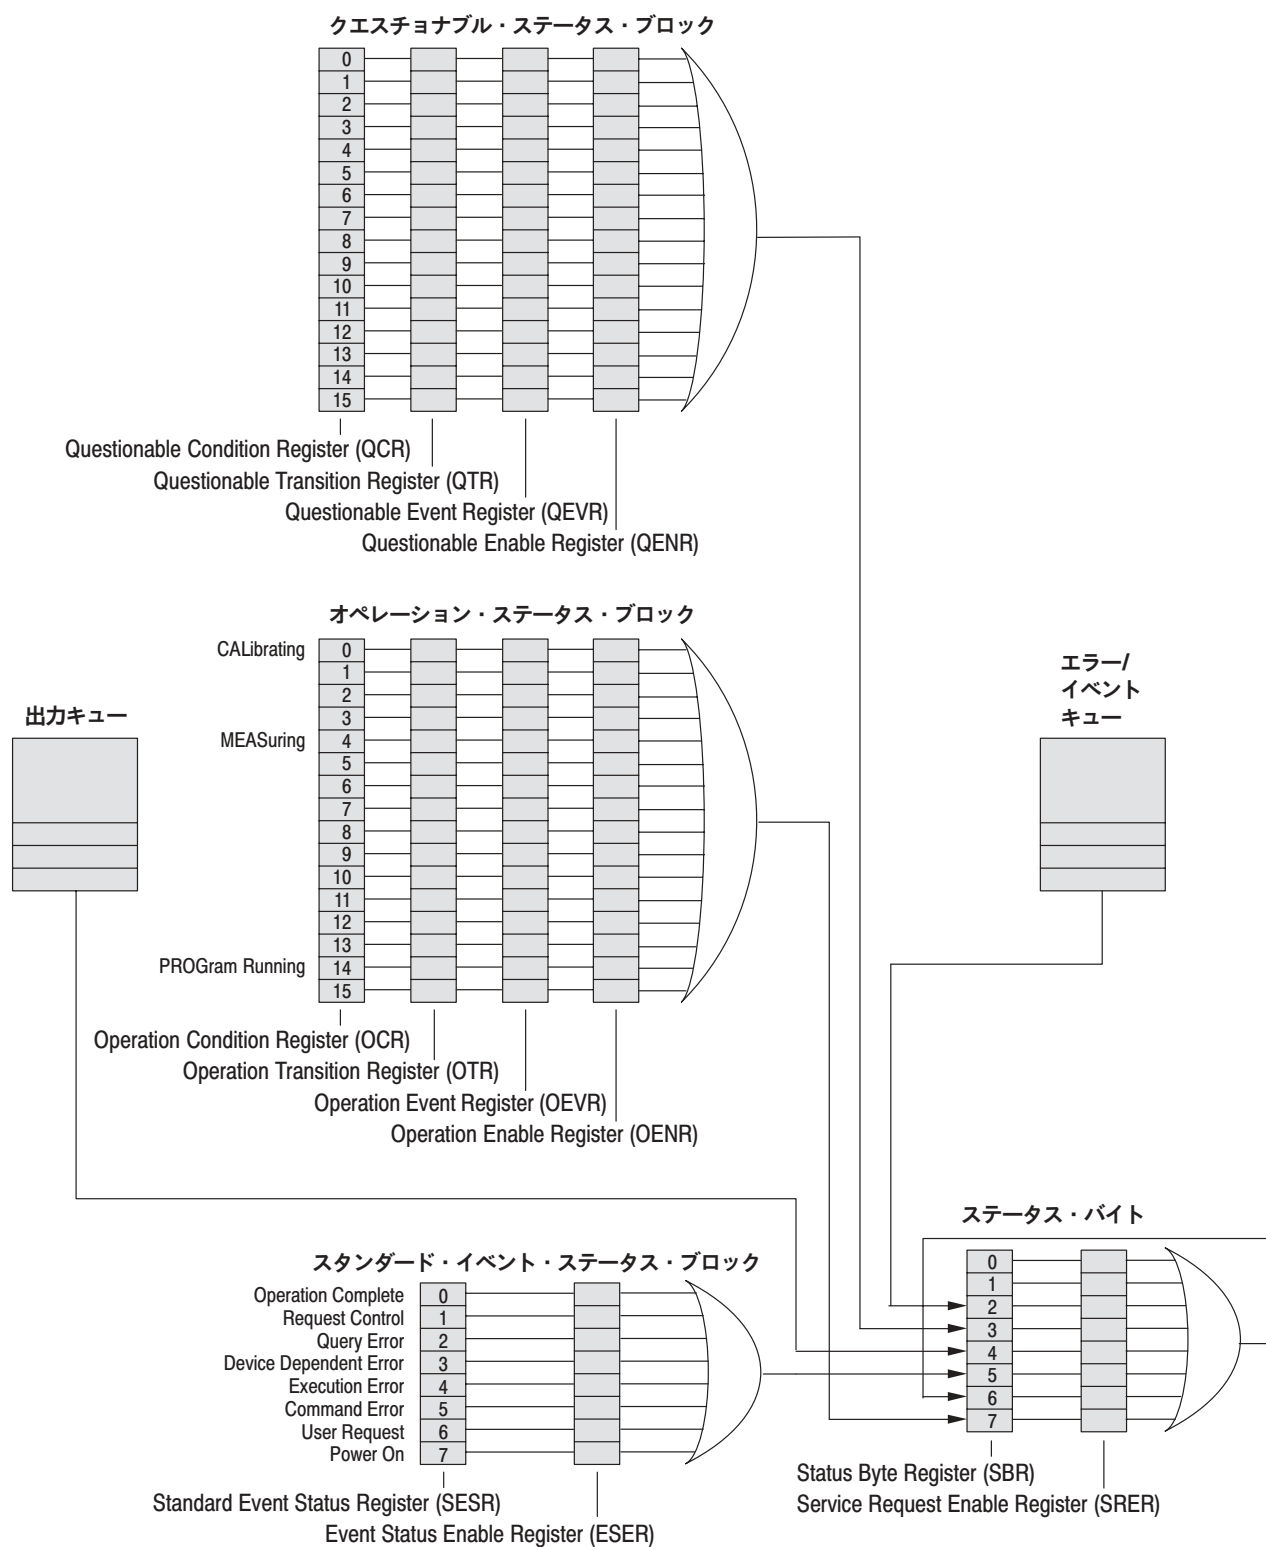 クエスチョナブル・ステータス・ブロック
0
1
2
3
4
5
6
7
8
9
10
11
12
13
14
15
Questionable Condition Register (QCR)
Questionable Transition Register (QTR)
Questionable Event Register (QEVR)
Questionable Enable Register (QENR)
オペレーション・ステータス・ブロック
CALibrating 0
1
2
3
MEASuring 4
5
6
7
8
9
10
11
12
13
PROGram Running 14
15
Operation Condition Register (OCR)
Operation Transition Register (OTR)
Operation Event Register (OEVR)
Operation Enable Register (OENR)
出力キュー
エラー/
イベント
キュー
スタンダード・イベント・ステータス・ブロック
Operation Complete 0
Request Control 1
Query Error 2
Device Dependent Error 3
Execution Error 4
Command Error 5
User Request 6
Power On 7
Standard Event Status Register (SESR)
Event Status Enable Register (ESER)
ステータス・バイト
0
1
2
3
4
5
6
7
Status Byte Register (SBR)
Service Request Enable Register (SRER)